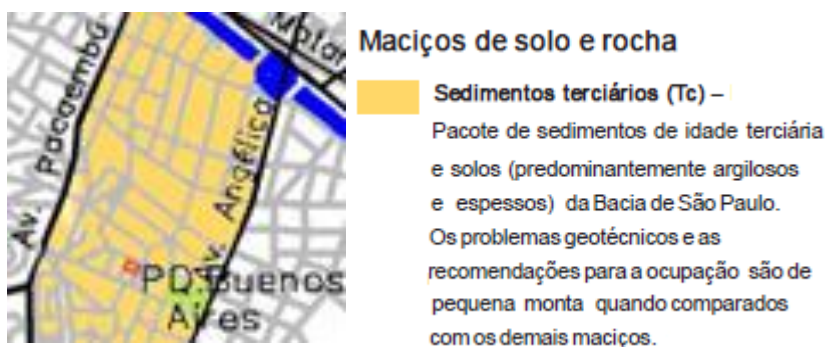 Av. Pacaembú
Av. Angélica
PÇ. Buenos
Aires
Maciços de solo e rocha
Sedimentos terciários (Tc) –
Pacote de sedimentos de idade terciária
e solos (predominantemente argilosos
e espessos) da Bacia de São Paulo.
Os problemas geotécnicos e as
recomendações para a ocupação são de
pequena monta quando comparados
com os demais maciços.